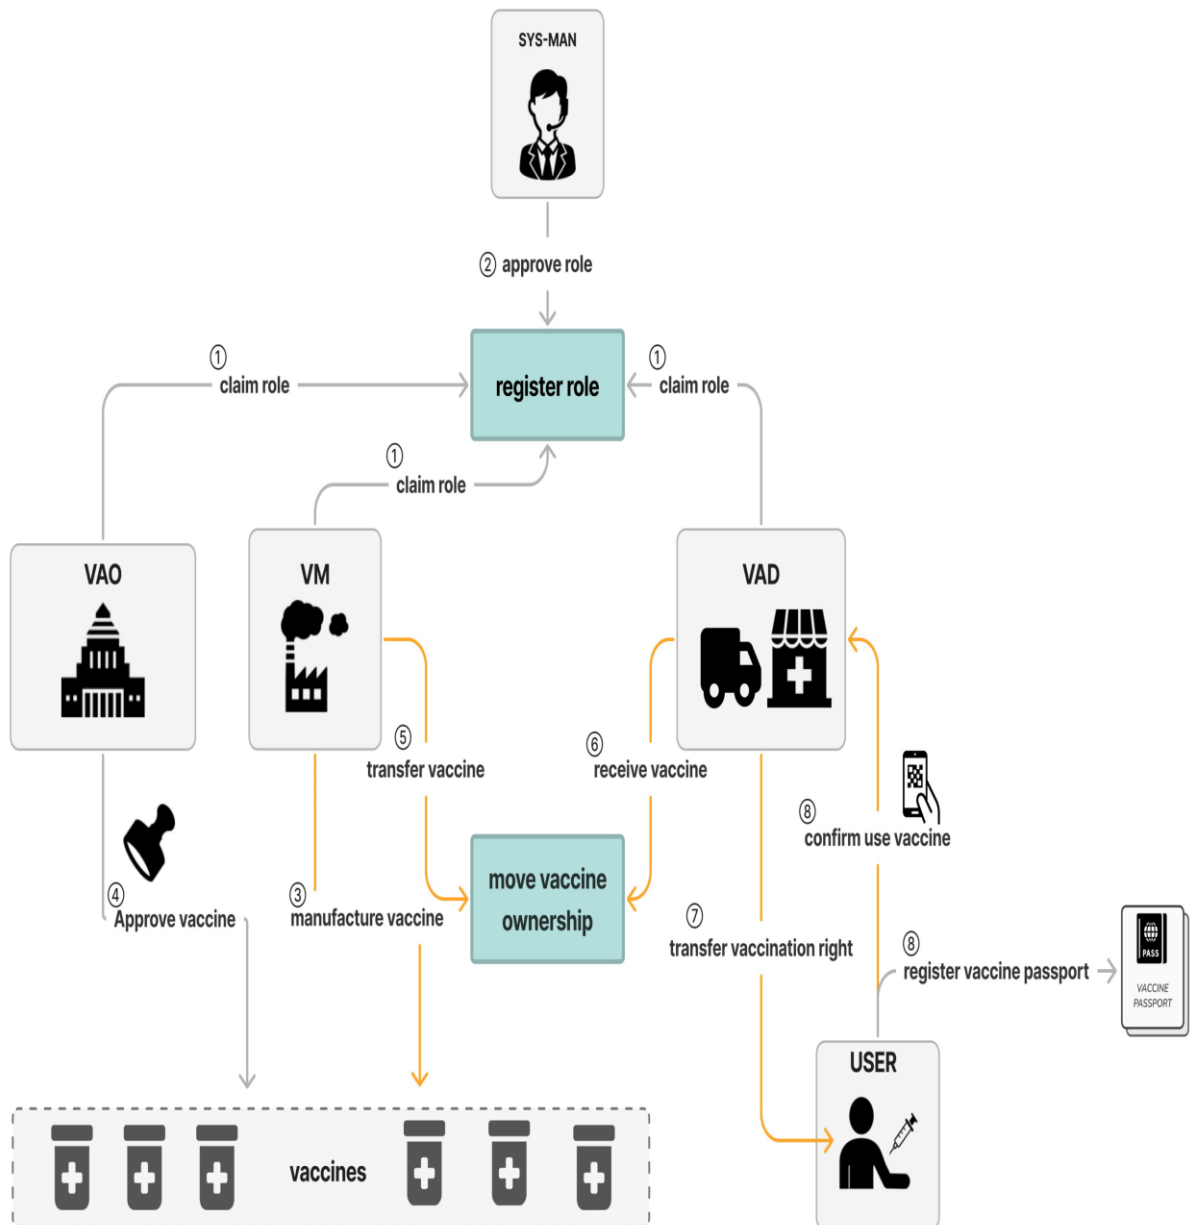 SYS-MAN
② approve role
①
claim role
register role
①
claim role
①
claim role
VAO
VM
VAD
⑤
transfer vaccine
⑥
receive vaccine
⑧
confirm use vaccine
④
Approve vaccine
③
manufacture vaccine
move vaccine
ownership
⑦
transfer vaccination right
⑧
register vaccine passport
PASS
VACCINE
PASSPORT
USER
vaccines